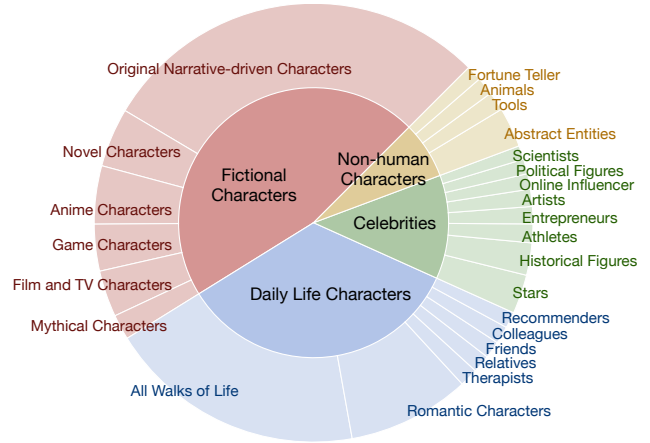 Original Narrative-driven Characters
Novel Characters
Anime Characters
Game Characters
Film and TV Characters
Mythical Characters
Fictional
Characters
Non-human
Characters
Celebrities
Daily Life Characters
Fortune Teller
Animals
Tools
Abstract Entities
Scientists
Political Figures
Online Influencer
Artists
Entrepreneurs
Athletes
Historical Figures
Stars
Recommenders
Colleagues
Friends
Relatives
Therapists
Romantic Characters
All Walks of Life